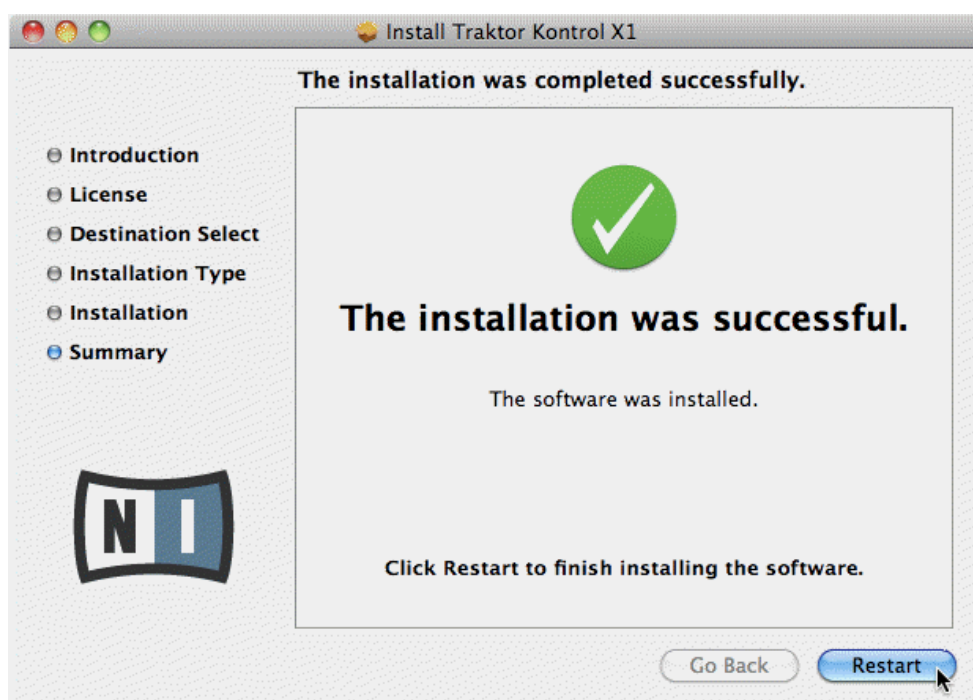 Install Traktor Kontrol X1
The installation was completed successfully.
Introduction
License
Destination Select
Installation Type
Installation
Summary
NI
The installation was successful.
The software was installed.
Click Restart to finish installing the software.
Go Back
Restart